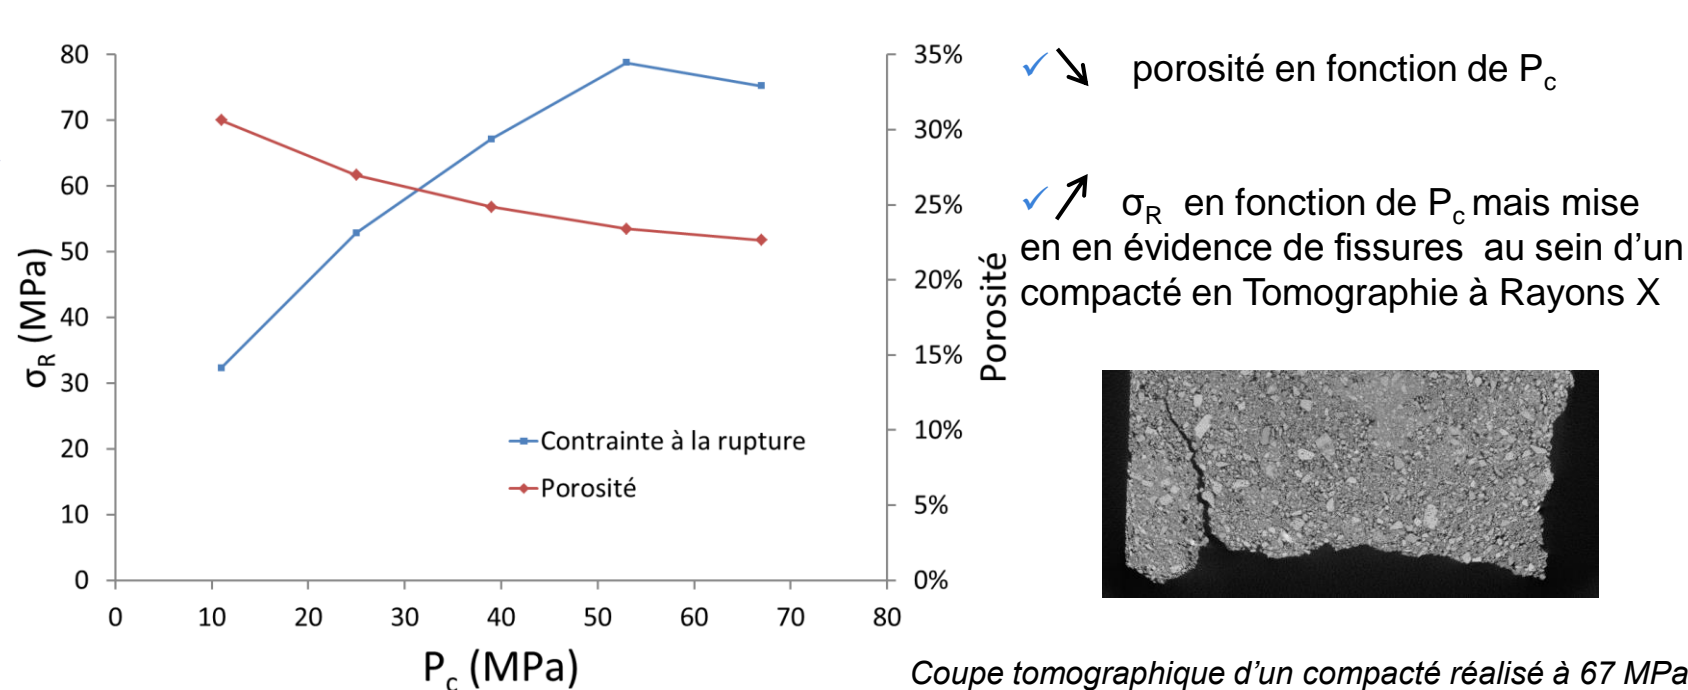 80
70
60
50
40
30
20
10
0
σR (MPa)
0 10 20 30 40 50 60 70 80
Pc (MPa)
35%
30%
25%
20%
15%
10%
5%
0%
Porosité
Contrainte à la rupture
Porosité
porosité en fonction de Pc
σR en fonction de Pc mais mise
en en évidence de fissures au sein d’un
compacté en Tomographie à Rayons X
Coupe tomographique d’un compacté réalisé à 67 MPa